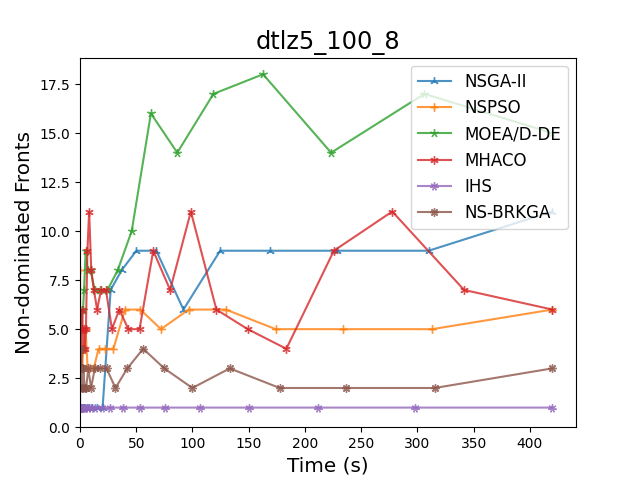 dtlz5_100_8
Non-dominated Fronts
17.5
15.0
12.5
10.0
7.5
5.0
2.5
0.0
0 50 100 150 200 250 300 350 400
Time (s)
NSGA-II
NSPSO
MOEA/D-DE
MHACO
IHS
NS-BRKGA